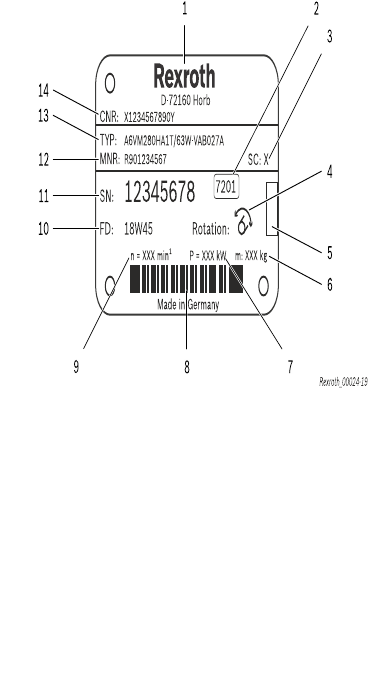 1
2
3
Rexroth
D-72160 Horb
14
CNR: X1234567890Y
13
TYP: A6VM280HA1T/63W-VAB027A
12
MNR: R901234567
SC: X
4
11
SN: 12345678
7201
10
FD: 18W45
Rotation:
5
n = XXX min¹ P = XXX kW m: XXX kg
6
Made in Germany
9
8
7
Rexroth_00024-19